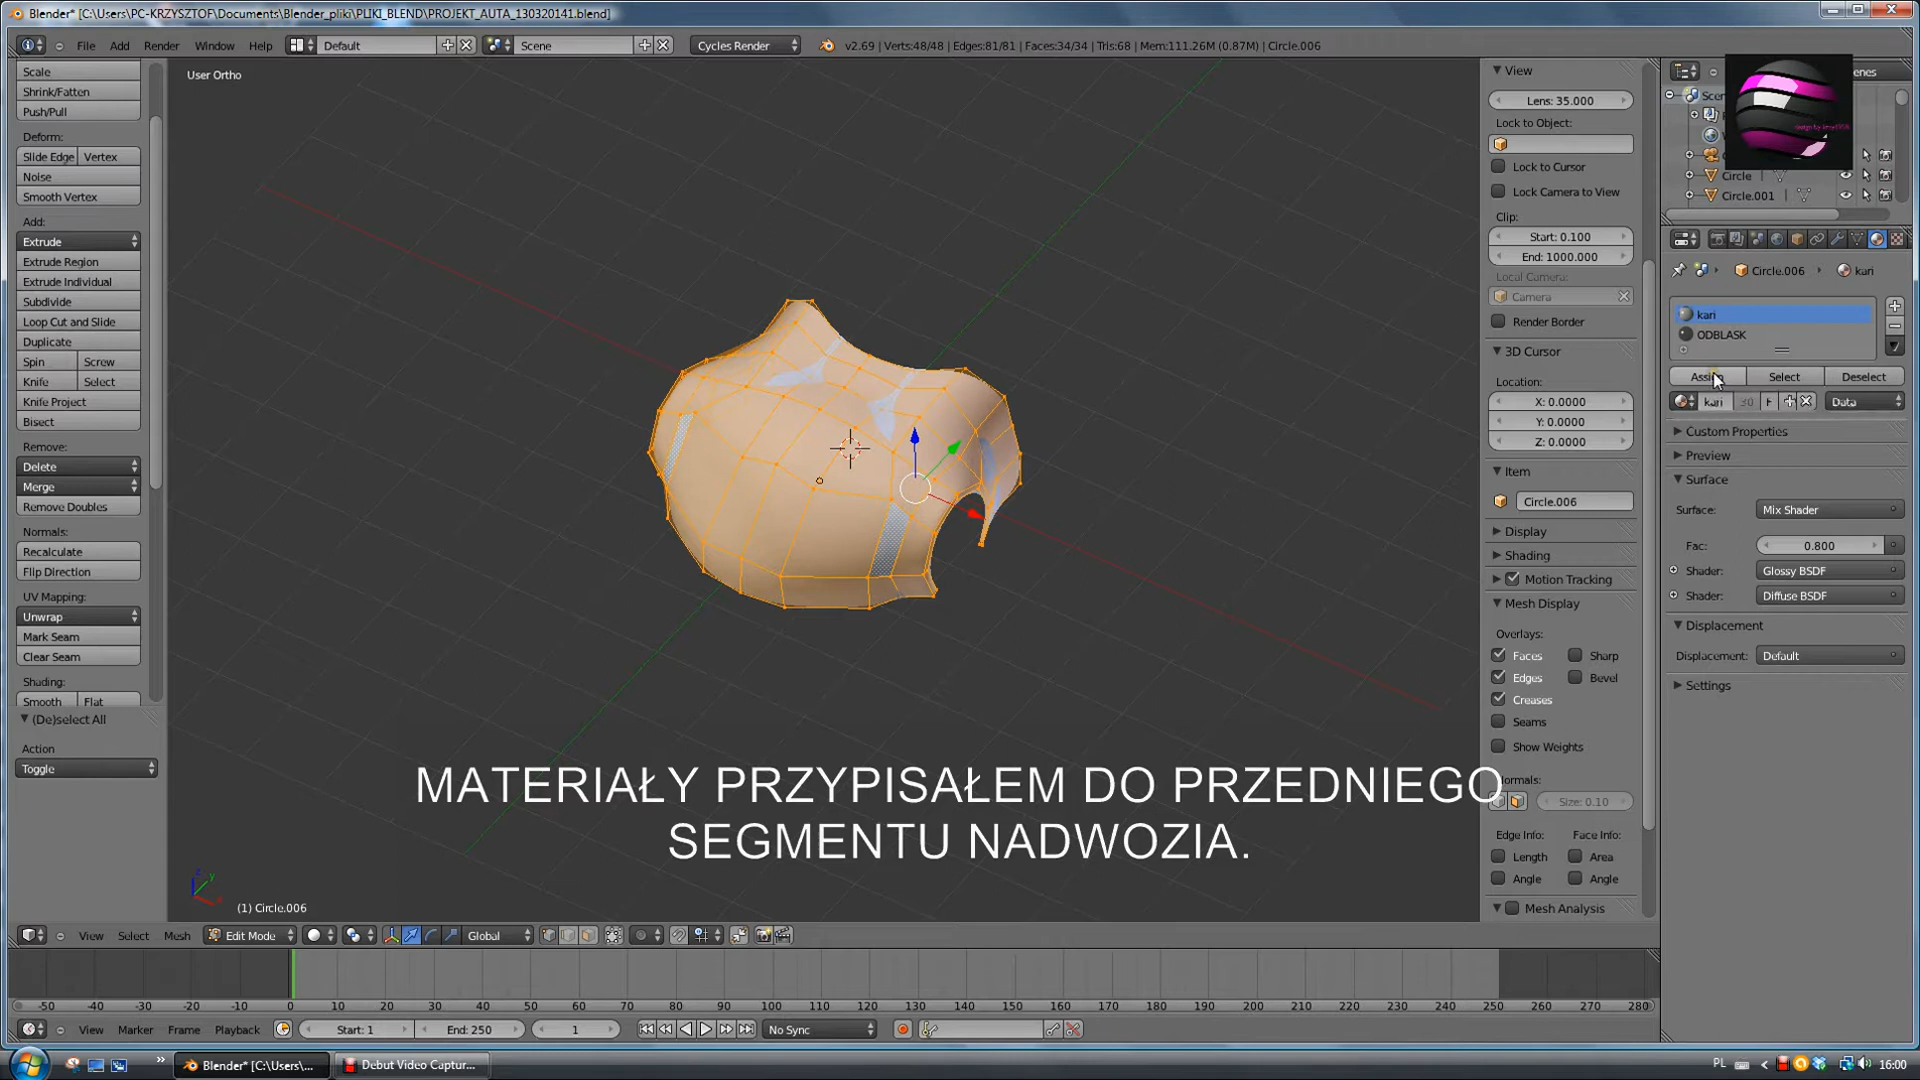 Blender* [C:\Users\PC-KRZYSZTOF\Documents\Blender_pliki\PLIKI_BLEND\PROJEKT_AUTA_130320141.blend]
File Add Render Window Help Default Scene Cycles Render v2.69 | Verts:48/48 | Edges:81/81 | Faces:34/34 | Tris:68 | Mem:111.26M (0.87M) | Circle.006
Scale
Shrink/Fatten
Push/Pull
Deform:
Slide Edge Vertex
Noise
Smooth Vertex
Add:
Extrude
Extrude Region
Extrude Individual
Subdivide
Loop Cut and Slide
Duplicate
Spin Screw
Knife Select
Knife Project
Bisect
Remove:
Delete
Merge
Remove Doubles
Normals:
Recalculate
Flip Direction
UV Mapping:
Unwrap
Mark Seam
Clear Seam
Shading:
Smooth Flat
(De)select All
Action
Toggle
User Ortho
MATERIAŁY PRZYPISAŁEM DO PRZEDNIEGO
SEGMENTU NADWOZIA.
(1) Circle.006
View
Lens: 35.000
Lock to Object:
Lock to Cursor
Lock Camera to View
Clip:
Start: 0.100
End: 1000.000
Local Camera:
Camera
Render Border
3D Cursor
Location:
X: 0.0000
Y: 0.0000
Z: 0.0000
Item
Circle.006
Display
Shading
Motion Tracking
Mesh Display
Overlays:
Faces Sharp
Edges Bevel
Creases
Seams
Show Weights
ormals:
Size: 0.10
Edge Info: Face Info:
Length Area
Angle Angle
Mesh Analysis
enes
Scer
Circle
Circle.001
Circle.006 kari
kari
ODBLASK
Assign Select Deselect
kari 30 F Data
Custom Properties
Preview
Surface
Surface: Mix Shader
Fac: 0.800
Shader: Glossy BSDF
Shader: Diffuse BSDF
Displacement
Displacement: Default
Settings
View Select Mesh Edit Mode Global
-50 -40 -30 -20 -10 0 10 20 30 40 50 60 70 80 90 100 110 120 130 140 150 160 170 180 190 200 210 220 230 240 250 260 270 280
View Marker Frame Playback Start: 1 End: 250 1 No Sync
Blender* [C:\Users\... Debut Video Captur... PL 16:00